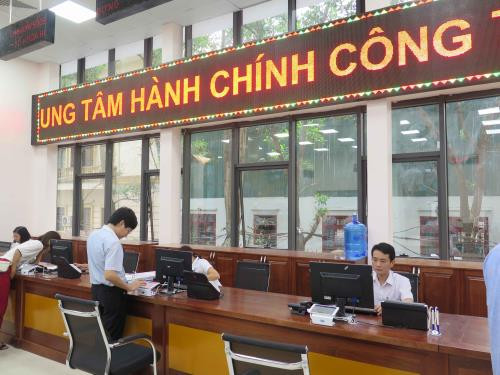 UNG TÂM HÀNH CHÍNH CÔNG T